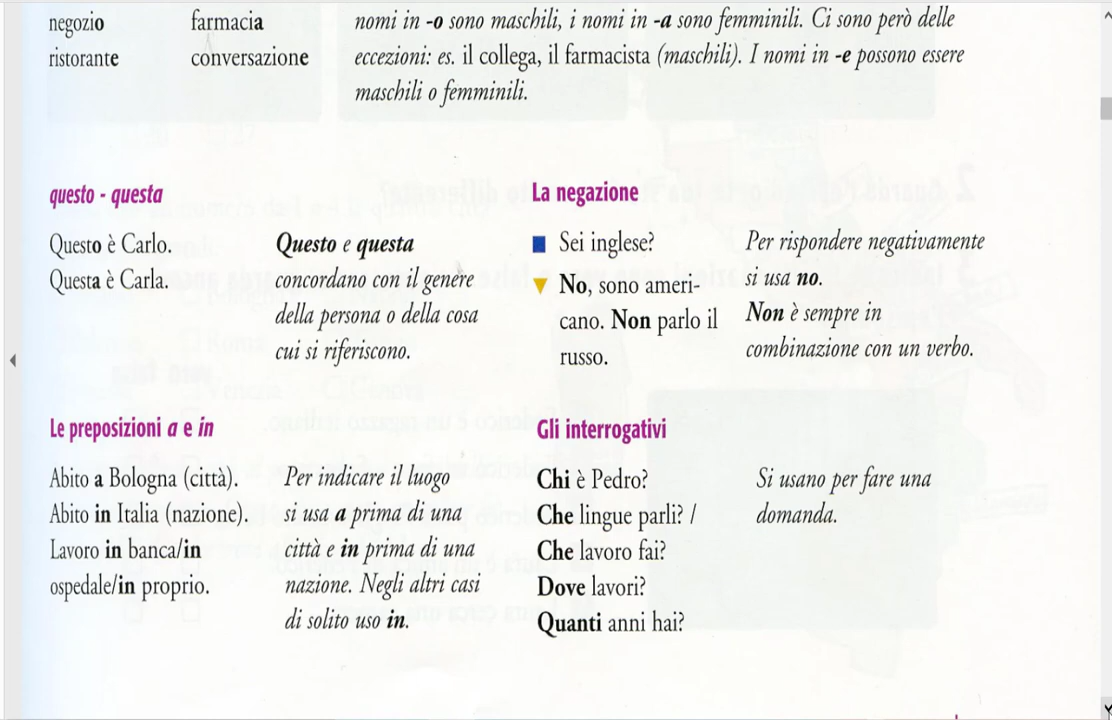 negozio
ristorante
farmacia
conversazione
nomi in -o sono maschili, i nomi in -a sono femminili. Ci sono però delle
eccezioni: es. il collega, il farmacista (maschili). I nomi in -e possono essere
maschili o femminili.
questo - questa
Questo è Carlo.
Questa è Carla.
Questo e questa
concordano con il genere
della persona o della cosa
cui si riferiscono.
La negazione
Sei inglese?
No, sono ameri-
cano. Non parlo il
russo.
Per rispondere negativamente
si usa no.
Non è sempre in
combinazione con un verbo.
Le preposizioni a e in
Abito a Bologna (città).
Abito in Italia (nazione).
Lavoro in banca/in
ospedale/in proprio.
Per indicare il luogo
si usa a prima di una
città e in prima di una
nazione. Negli altri casi
di solito uso in.
Gli interrogativi
Chi è Pedro?
Che lingue parli? /
Che lavoro fai?
Dove lavori?
Quanti anni hai?
Si usano per fare una
domanda.